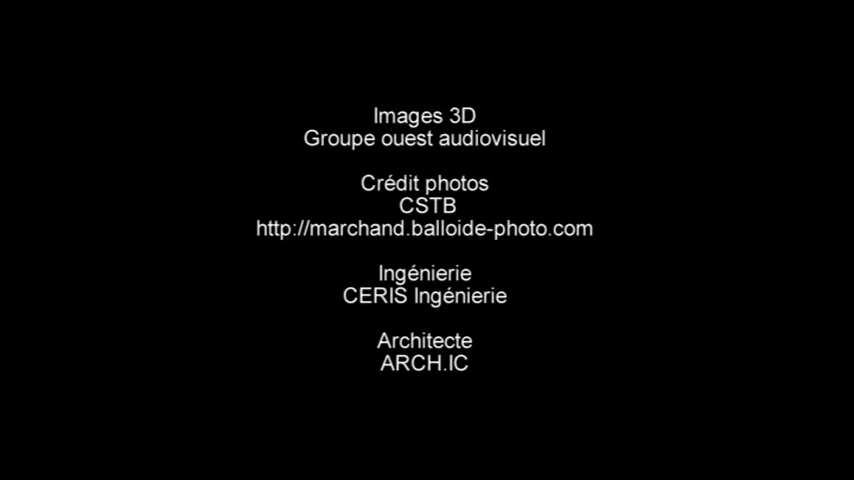 Images 3D
Groupe ouest audiovisuel
Crédit photos
CSTB
http://marchand.balloide-photo.com
Ingénierie
CERIS Ingénierie
Architecte
ARCH.IC